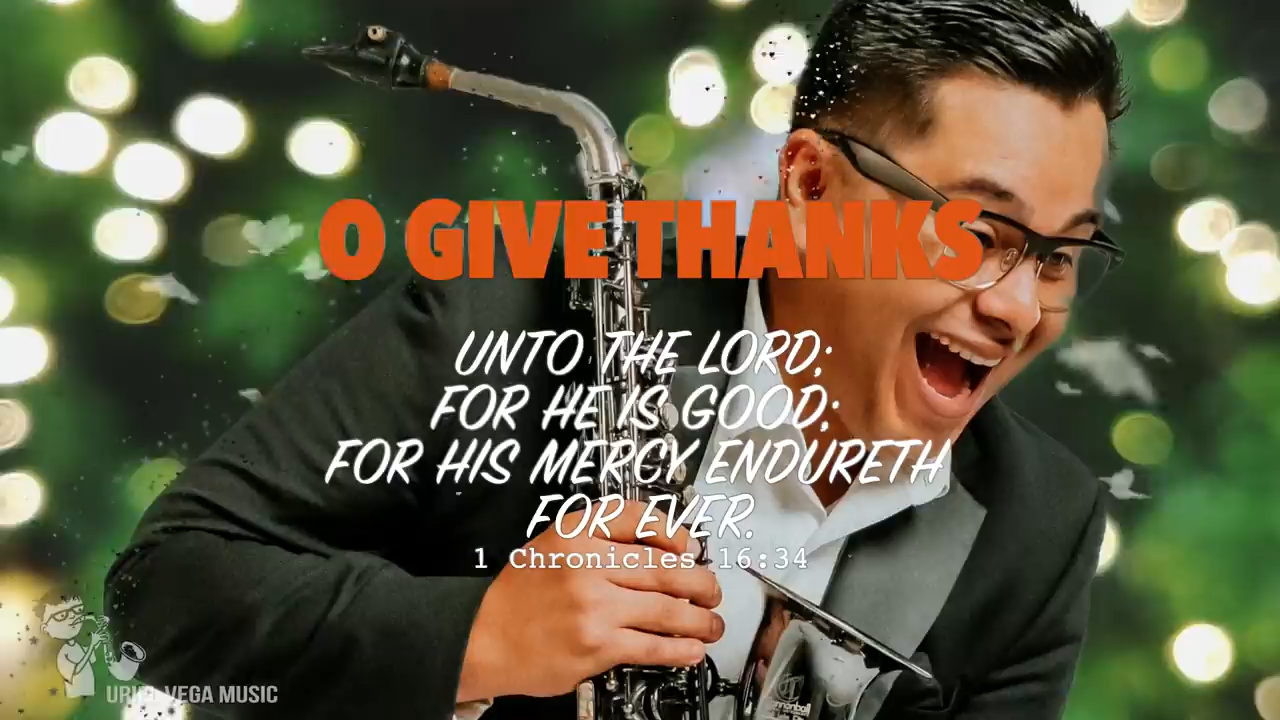 O GIVE THANKS
UNTO THE LORD;
FOR HE IS GOOD;
FOR HIS MERCY ENDURETH
FOR EVER.
1 Chronicles 16:34
URIEL VEGA MUSIC